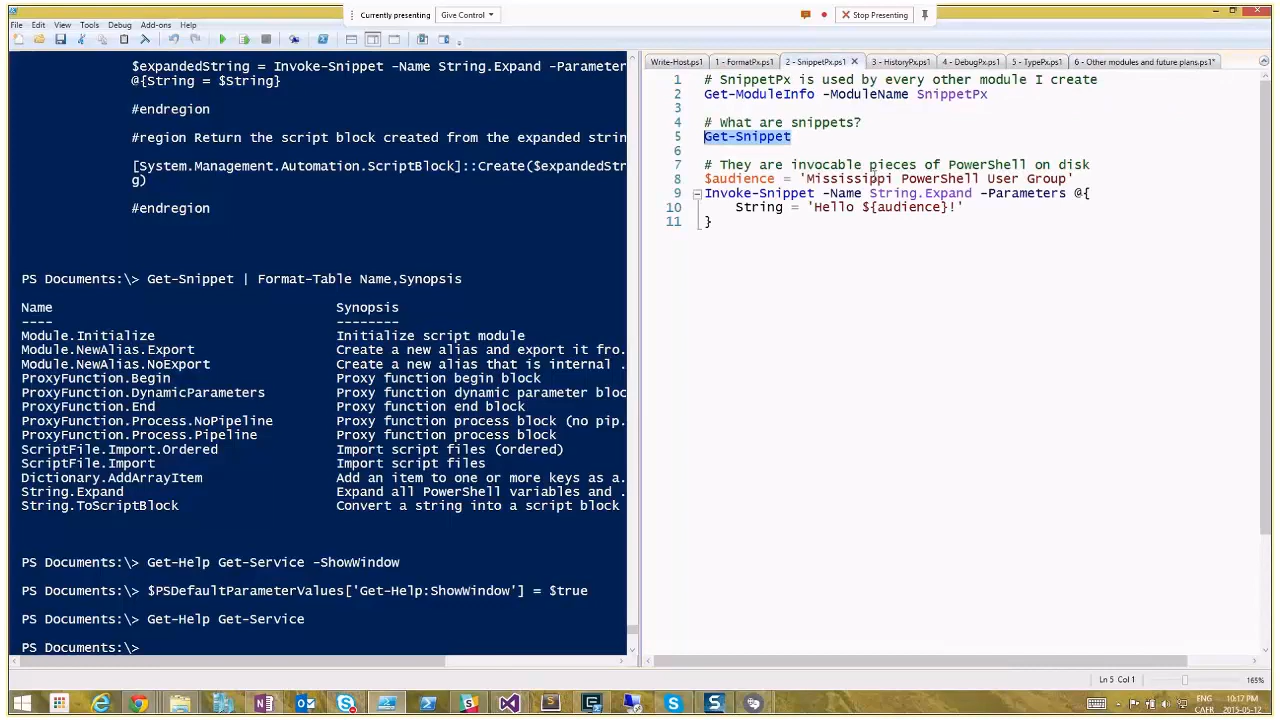 Currently presenting Give Control Stop Presenting
File Edit View Tools Debug Add-ons Help
$expandedString = Invoke-Snippet -Name String.Expand -Parameter
@{String = $String}
#endregion
#region Return the script block created from the expanded strin
[System.Management.Automation.ScriptBlock]::Create($expandedStr
g)
#endregion
PS Documents:\> Get-Snippet | Format-Table Name,Synopsis
Name Synopsis
---- --------
Module.Initialize Initialize script module
Module.NewAlias.Export Create a new alias and export it fro.
Module.NewAlias.NoExport Create a new alias that is internal .
ProxyFunction.Begin Proxy function begin block
ProxyFunction.DynamicParameters Proxy function dynamic parameter bloc
ProxyFunction.End Proxy function end block
ProxyFunction.Process.NoPipeline Proxy function process block (no pip.
ProxyFunction.Process.Pipeline Proxy function process block
ScriptFile.Import.Ordered Import script files (ordered)
ScriptFile.Import Import script files
Dictionary.AddArrayItem Add an item to one or more keys as a.
String.Expand Expand all PowerShell variables and .
String.ToScriptBlock Convert a string into a script block
PS Documents:\> Get-Help Get-Service -ShowWindow
PS Documents:\> $PSDefaultParameterValues['Get-Help:ShowWindow'] = $true
PS Documents:\> Get-Help Get-Service
PS Documents:\>
Write-Host.ps1 1 - FormatPx.ps1 2 - SnippetPx.ps1 3 - HistoryPx.ps1 4 - DebugPx.ps1 5 - TypePx.ps1 6 - Other modules and future plans.ps1*
1 # SnippetPx is used by every other module I create
2 Get-ModuleInfo -ModuleName SnippetPx
3
4 # What are snippets?
5 Get-Snippet
6
7 # They are invocable pieces of PowerShell on disk
8 $audience = 'Mississippi PowerShell User Group'
9 Invoke-Snippet -Name String.Expand -Parameters @{
10 String = 'Hello ${audience}!'
11 }
Ln 5 Col 1 165%
ENG 10:17 PM
CAFR 2015-05-12